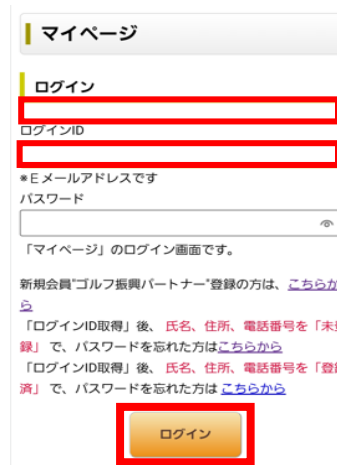 マイページ
ログイン
ログインID
*Eメールアドレスです
パスワード
「マイページ」のログイン画面です。
新規会員"ゴルフ振興パートナー"登録の方は、こちらか
ら
「ログインID取得」後、 氏名、住所、電話番号を「未
録」 で、パスワードを忘れた方はこちらから
「ログインID取得」後、 氏名、住所、電話番号を「登
済」 で、パスワードを忘れた方は こちらから
ログイン